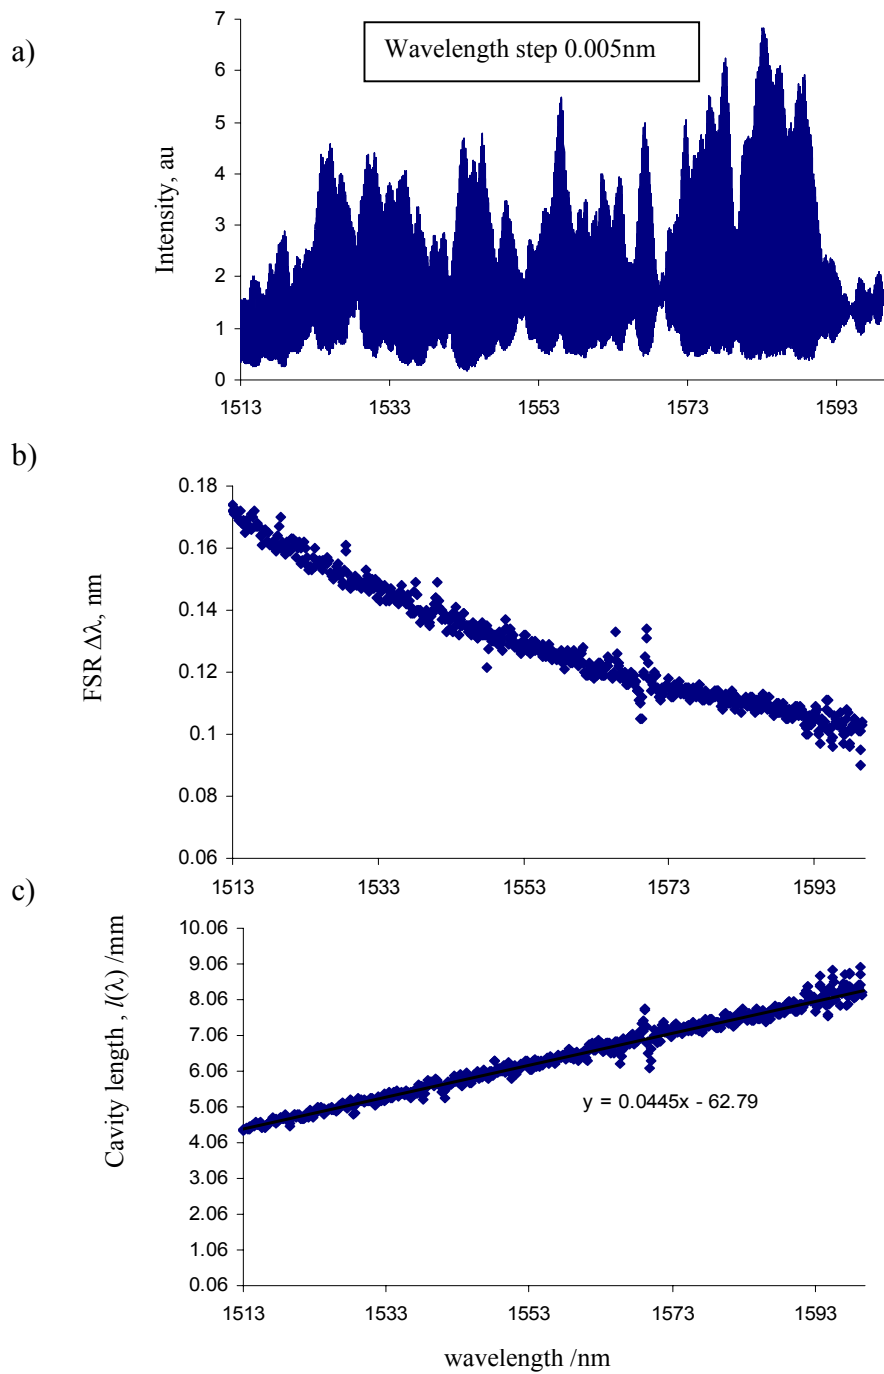 a)
Wavelength step 0.005nm
7
6
5
4
3
2
1
0
Intensity, au
1513 1533 1553 1573 1593
b)
0.18
0.16
0.14
0.12
0.1
0.08
0.06
FSR Δλ, nm
1513 1533 1553 1573 1593
c)
10.06
9.06
8.06
7.06
6.06
5.06
4.06
3.06
2.06
1.06
0.06
Cavity length , l(λ) /mm
y = 0.0445x - 62.79
1513 1533 1553 1573 1593
wavelength /nm